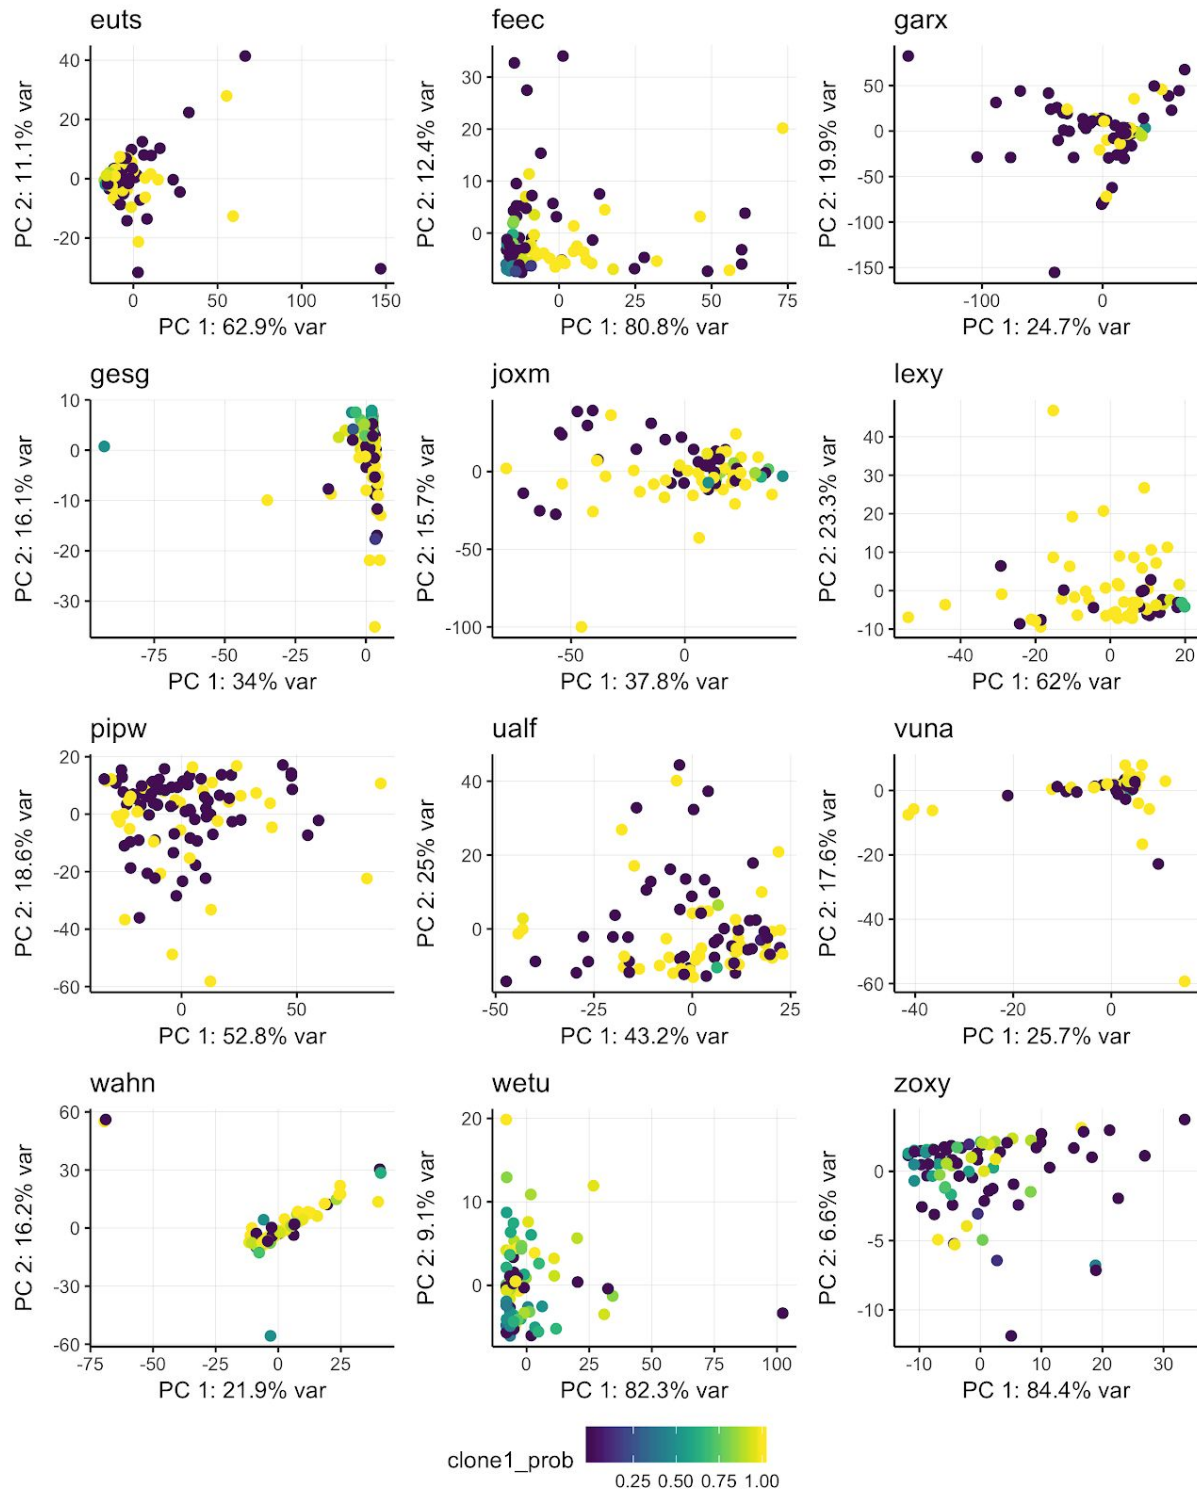 euts
feec
garx
PC 2: 11.1% var
40
20
0
-20
0
50
100
150
PC 1: 62.9% var
PC 2: 12.4% var
30
20
10
0
0
25
50
75
PC 1: 80.8% var
PC 2: 19.9% var
50
0
-50
-100
-150
-100
0
PC 1: 24.7% var
gesg
joxm
lexy
PC 2: 16.1% var
10
0
-10
-20
-30
-75
-50
-25
0
PC 1: 34% var
PC 2: 15.7% var
0
-50
-100
-50
0
PC 1: 37.8% var
PC 2: 23.3% var
40
30
20
10
0
-10
-40
-20
0
20
PC 1: 62% var
pipw
ualf
vuna
PC 2: 18.6% var
20
0
-20
-40
-60
0
50
PC 1: 52.8% var
PC 2: 25% var
40
20
0
-50
-25
0
25
PC 1: 43.2% var
PC 2: 17.6% var
0
-20
-40
-60
-40
-20
0
PC 1: 25.7% var
wahn
wetu
zoxy
PC 2: 16.2% var
60
30
0
-30
-60
-75
-50
-25
0
25
PC 1: 21.9% var
PC 2: 9.1% var
20
10
0
0
25
50
75
100
PC 1: 82.3% var
PC 2: 6.6% var
0
-5
-10
-10
0
10
20
30
PC 1: 84.4% var
clone1_prob
0.25 0.50 0.75 1.00